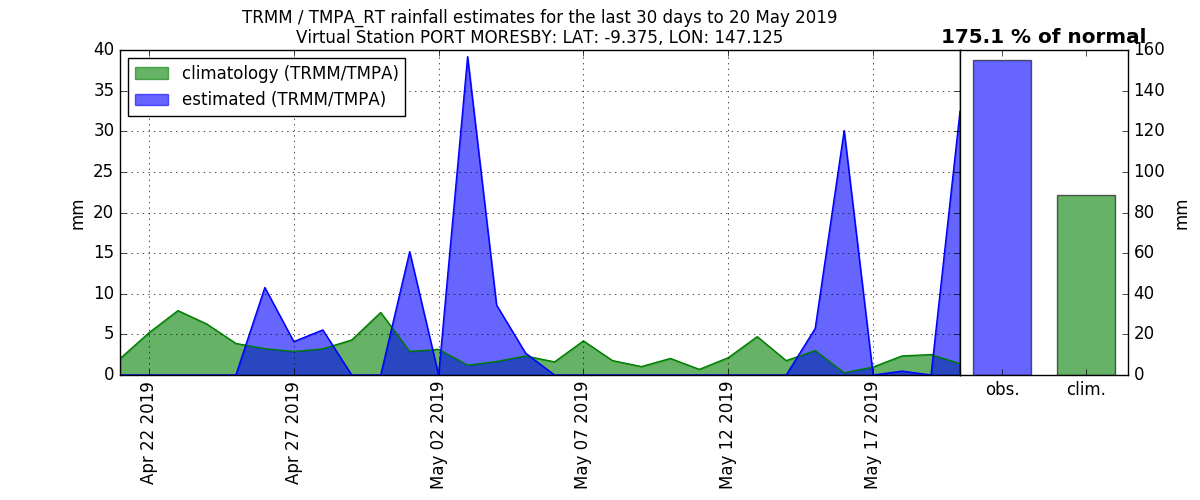 TRMM / TMPA_RT rainfall estimates for the last 30 days to 20 May 2019
Virtual Station PORT MORESBY: LAT: -9.375, LON: 147.125
175.1 % of normal
climatology (TRMM/TMPA)
estimated (TRMM/TMPA)
40
35
30
25
20
15
10
5
0
mm
160
140
120
100
80
60
40
20
0
mm
Apr 22 2019
Apr 27 2019
May 02 2019
May 07 2019
May 12 2019
May 17 2019
obs.
clim.